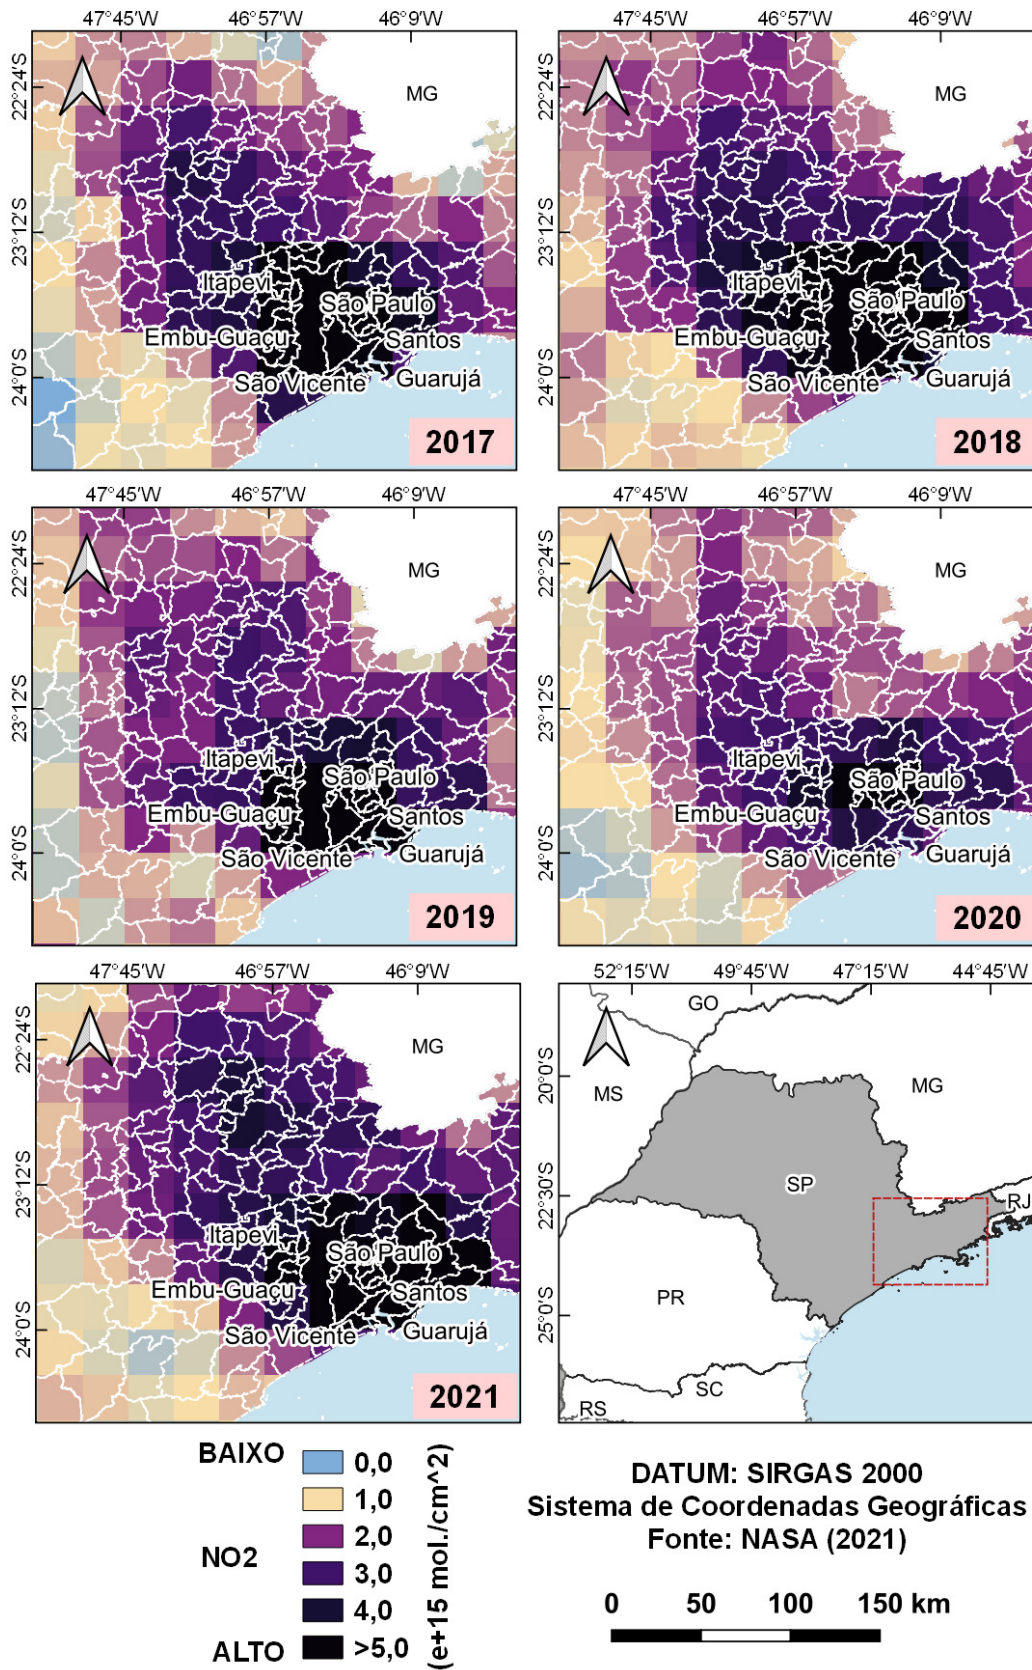 47°45'W 46°57'W 46°9'W
47°45'W 46°57'W 46°9'W
22°24'S
23°12'S
24°0'S
MG
Itapevi
São Paulo
Embu-Guaçu
Santos
São Vicente
Guarujá
2017
22°24'S
23°12'S
24°0'S
MG
Itapevi
São Paulo
Embu-Guaçu
Santos
São Vicente
Guarujá
2018
47°45'W 46°57'W 46°9'W
47°45'W 46°57'W 46°9'W
22°24'S
23°12'S
24°0'S
MG
Itapevi
São Paulo
Embu-Guaçu
Santos
São Vicente
Guarujá
2019
22°24'S
23°12'S
24°0'S
MG
Itapevi
São Paulo
Embu-Guaçu
Santos
São Vicente
Guarujá
2020
47°45'W 46°57'W 46°9'W
52°15'W 49°45'W 47°15'W 44°45'W
22°24'S
23°12'S
24°0'S
MG
Itapevi
São Paulo
Embu-Guaçu
Santos
São Vicente
Guarujá
2021
20°0'S
22°30'S
25°0'S
GO
MS
MG
SP
RJ
PR
SC
RS
BAIXO
NO2
ALTO
0,0
1,0
2,0
3,0
4,0
>5,0
(e+15 mol./cm^2)
DATUM: SIRGAS 2000
Sistema de Coordenadas Geográficas
Fonte: NASA (2021)
0 50 100 150 km